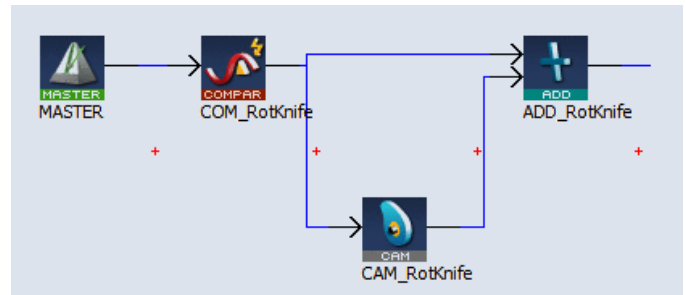 MASTER
MASTER
COMPAR
COM_RotKnife
ADD
ADD_RotKnife
CAM
CAM_RotKnife